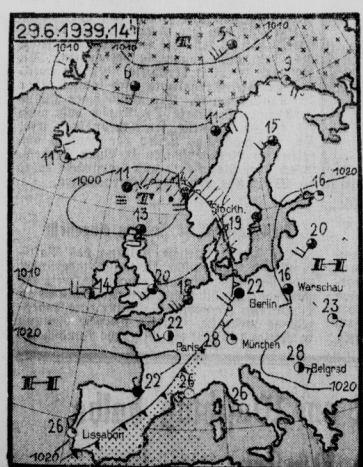 29.6.1939, 14ʰ
1010
T
5
1010
6
9
11
11
15
1000
11
14
16
T
Stockh.
13
19
20
H
1010
14
20
18
16
Warschau
Berlin
1020
22
23
Paris
28
München
H
28
Belgrad
22
26
26
1020
26
Lissabon
1020
26